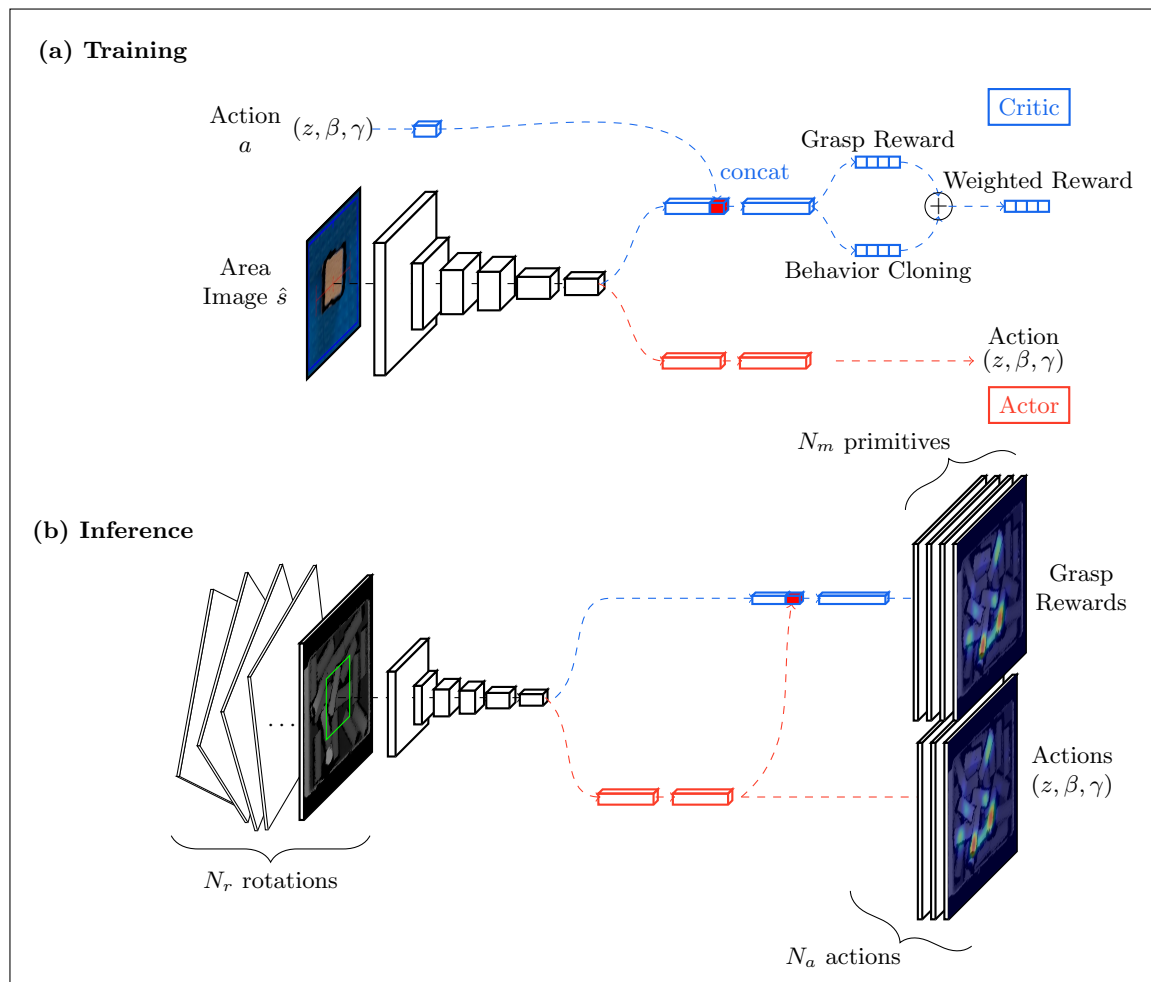 (a) Training
Critic
Action
a
(z, β, γ)
Grasp Reward
concat
Weighted Reward
+
Behavior Cloning
Area
Image ŝ
Action
(z, β, γ)
Actor
N_m primitives
(b) Inference
Grasp
Rewards
...
Actions
(z, β, γ)
N_r rotations
N_a actions